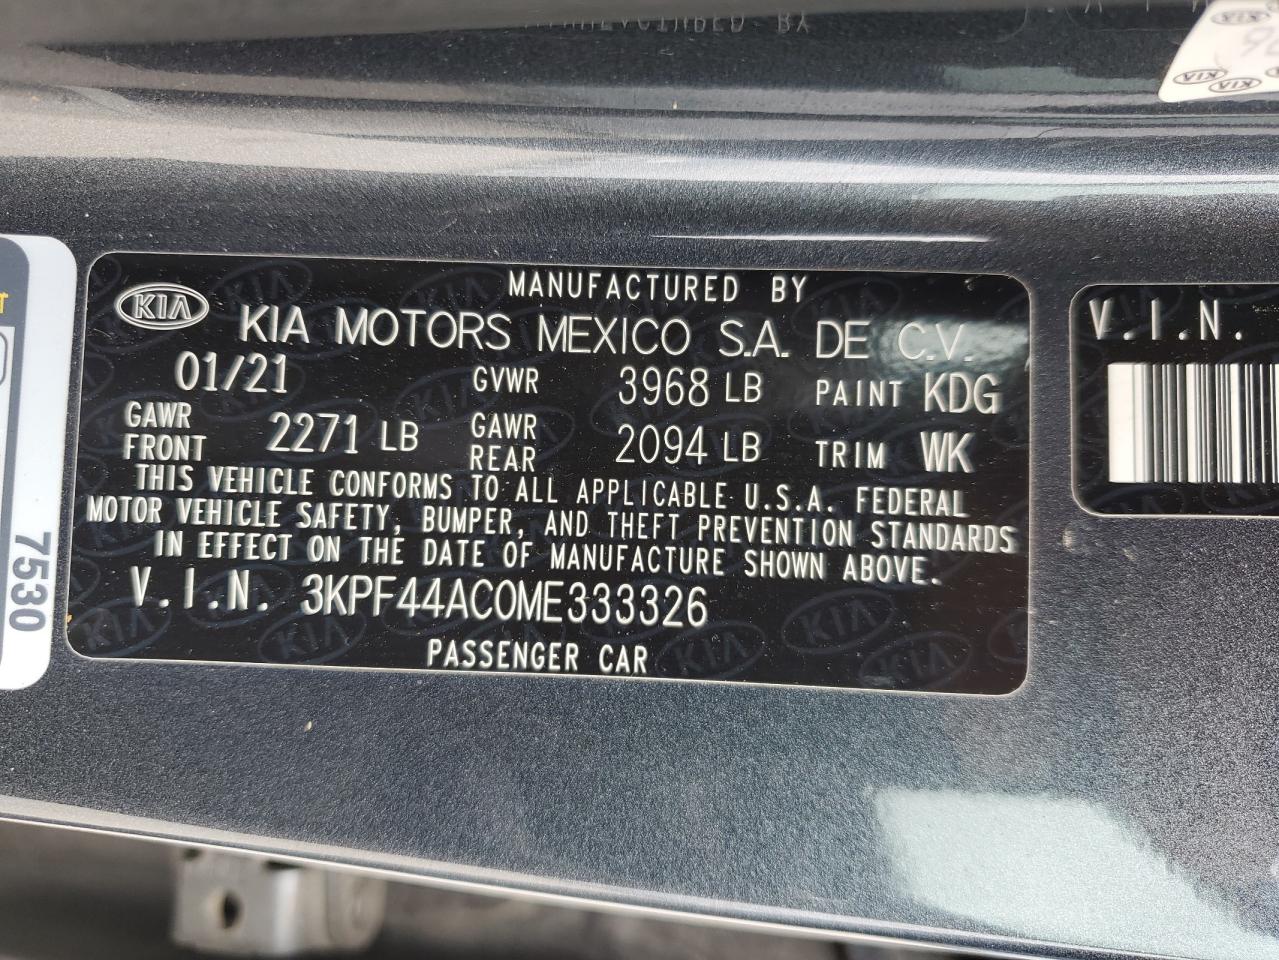 MANUFACTURED BY
KIA
KIA MOTORS MEXICO S.A. DE C.V.
01/21 GVWR 3968 LB PAINT KDG
GAWR FRONT 2271 LB GAWR REAR 2094 LB TRIM WK
THIS VEHICLE CONFORMS TO ALL APPLICABLE U.S.A. FEDERAL
MOTOR VEHICLE SAFETY, BUMPER, AND THEFT PREVENTION STANDARDS
IN EFFECT ON THE DATE OF MANUFACTURE SHOWN ABOVE.
V.I.N. 3KPF44AC0ME333326
PASSENGER CAR
V.I.N.
7530
KIA
KIA